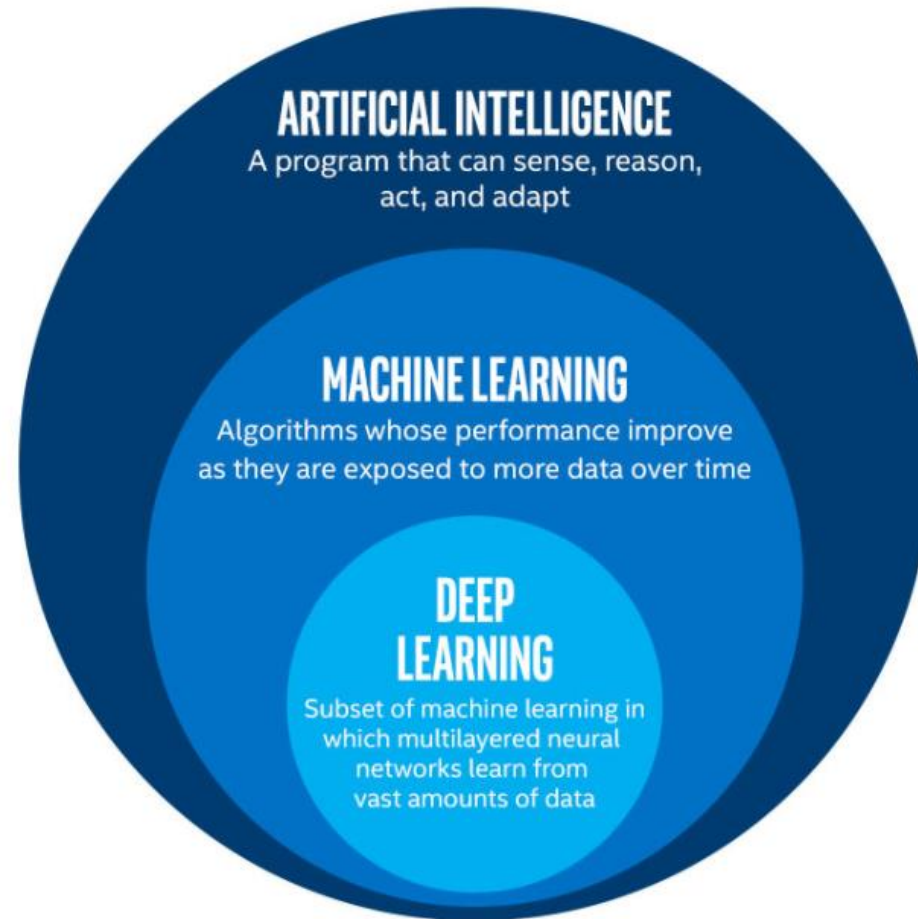 ARTIFICIAL INTELLIGENCE
A program that can sense, reason,
act, and adapt
MACHINE LEARNING
Algorithms whose performance improve
as they are exposed to more data over time
DEEP
LEARNING
Subset of machine learning in
which multilayered neural
networks learn from
vast amounts of data